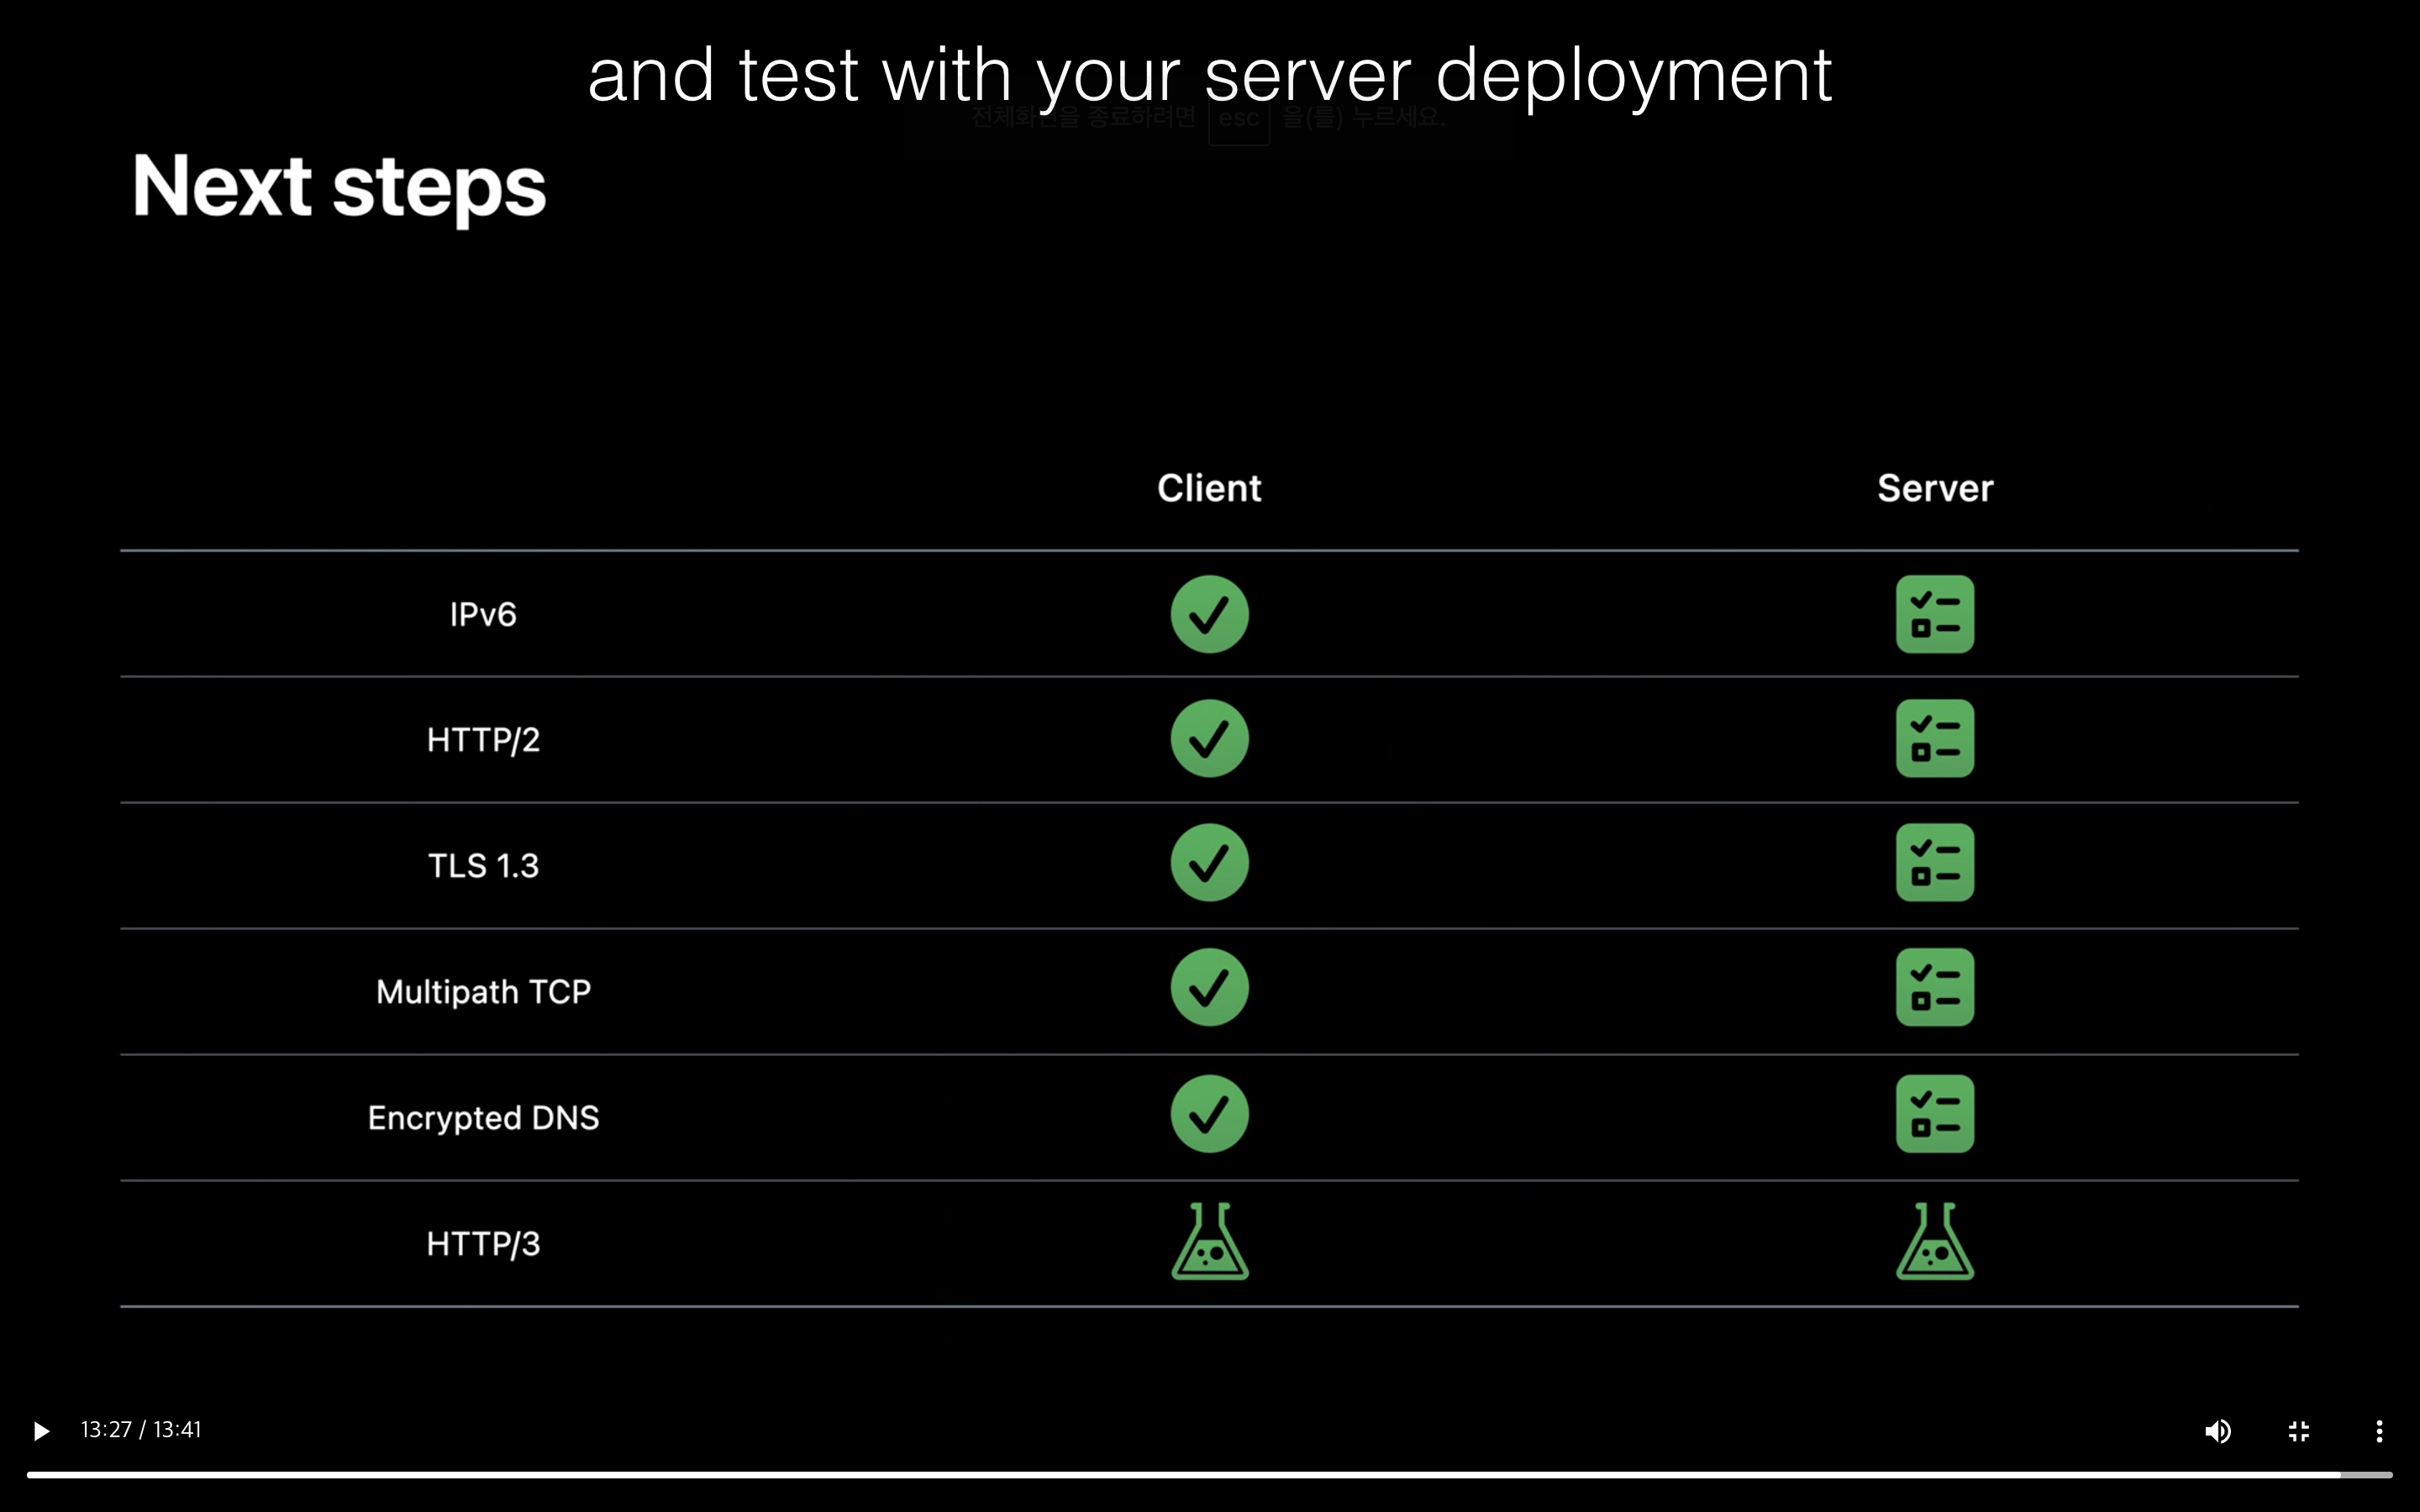 and test with your server deployment
전체화면을 종료하려면 esc 을(를) 누르세요.
Next steps
Client Server
IPv6
HTTP/2
TLS 1.3
Multipath TCP
Encrypted DNS
HTTP/3
13:27 / 13:41